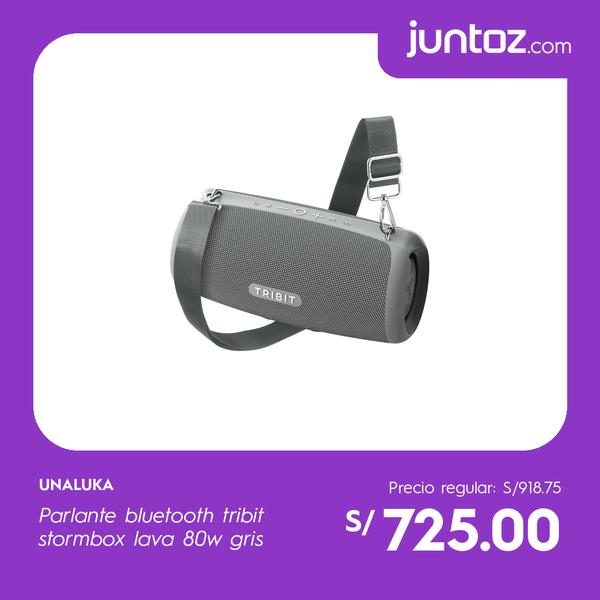 juntoz.com
TRIBIT
UNALUKA
Parlante bluetooth tribit
stormbox lava 80w gris
Precio regular: S/918.75
S/ 725.00